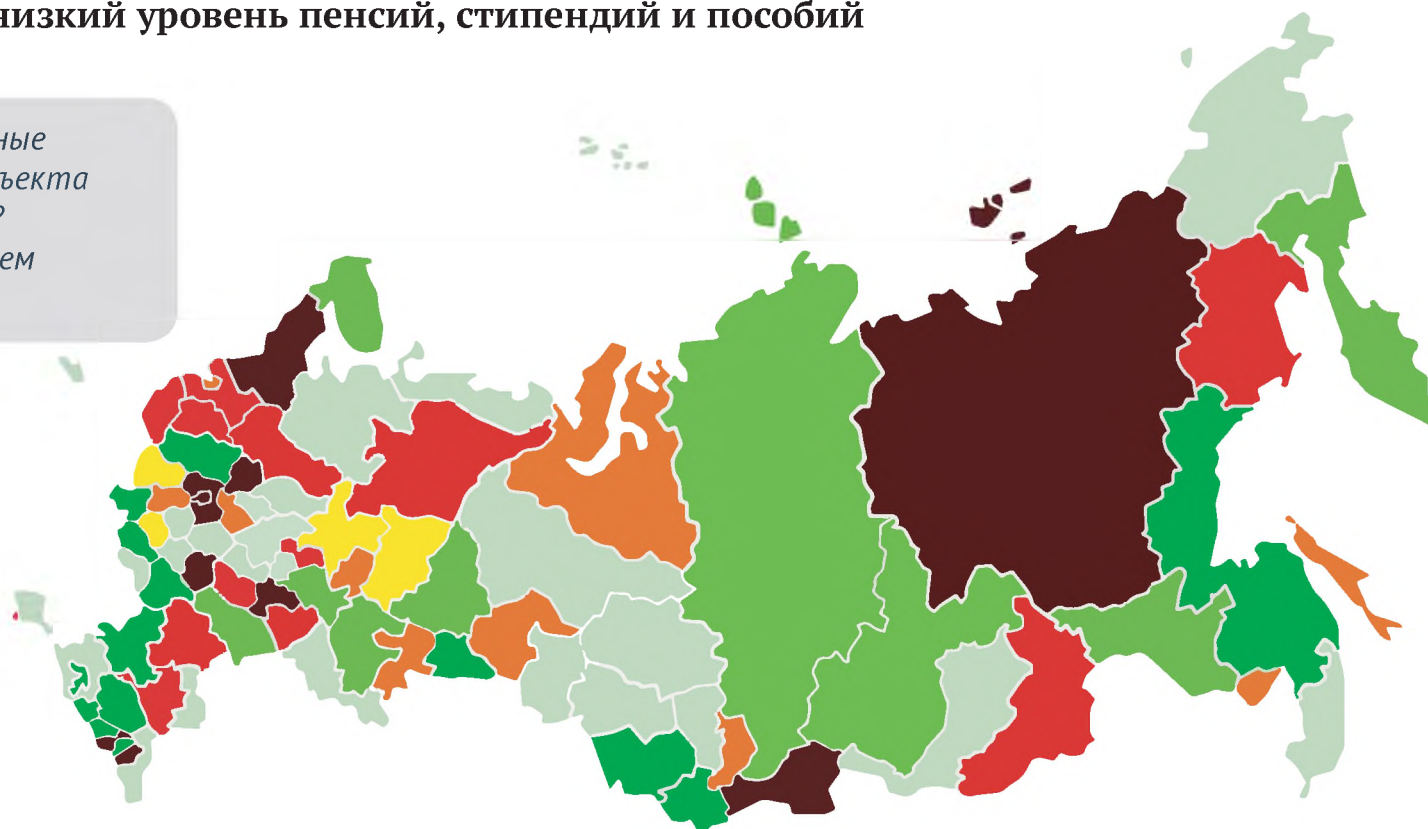 низкий уровень пенсий, стипендий и пособий
ные
ъекта
?
ем